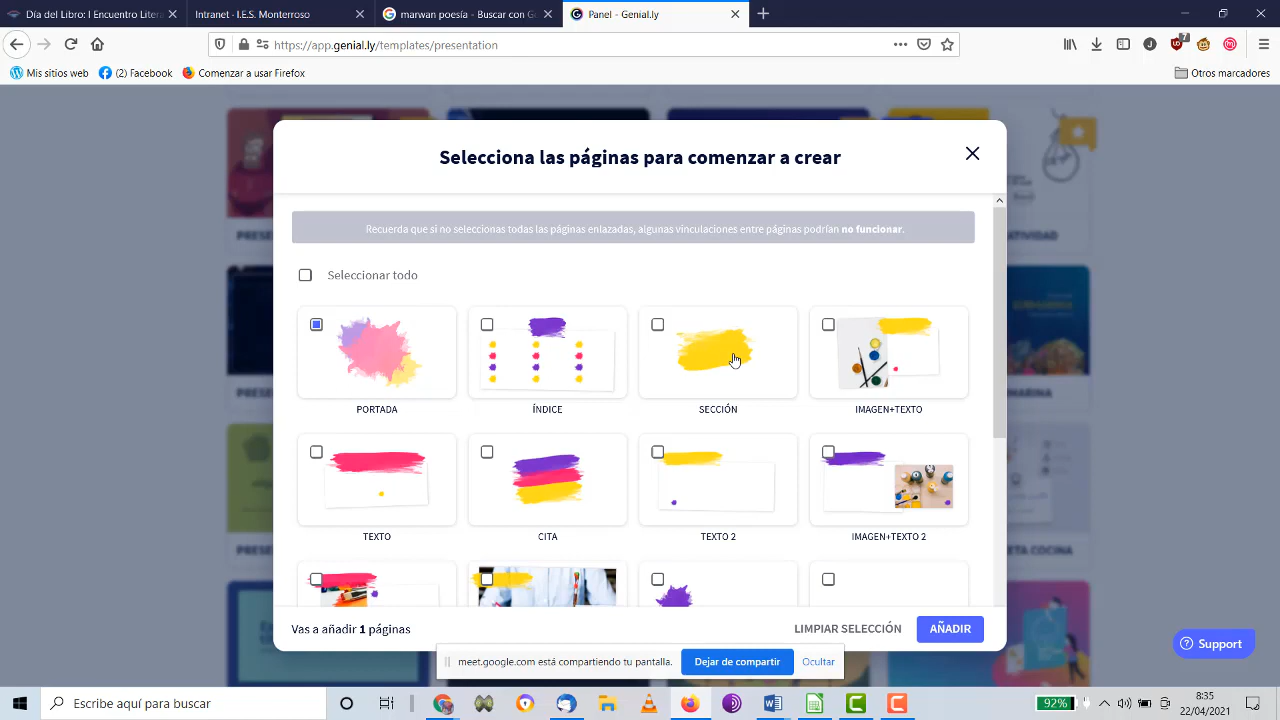 Día del Libro: I Encuentro Litera
Intranet - I.E.S. Monterroso
marwan poesía - Buscar con Go
Panel - Genial.ly
https://app.genial.ly/templates/presentation
Mis sitios web
(2) Facebook
Comenzar a usar Firefox
Otros marcadores
Selecciona las páginas para comenzar a crear
Recuerda que si no seleccionas todas las páginas enlazadas, algunas vinculaciones entre páginas podrían no funcionar.
Seleccionar todo
PORTADA
ÍNDICE
SECCIÓN
IMAGEN+TEXTO
TEXTO
CITA
TEXTO 2
IMAGEN+TEXTO 2
Vas a añadir 1 páginas
LIMPIAR SELECCIÓN
AÑADIR
meet.google.com está compartiendo tu pantalla.
Dejar de compartir
Ocultar
Support
Escribe aquí para buscar
92%
8:35
22/04/2021